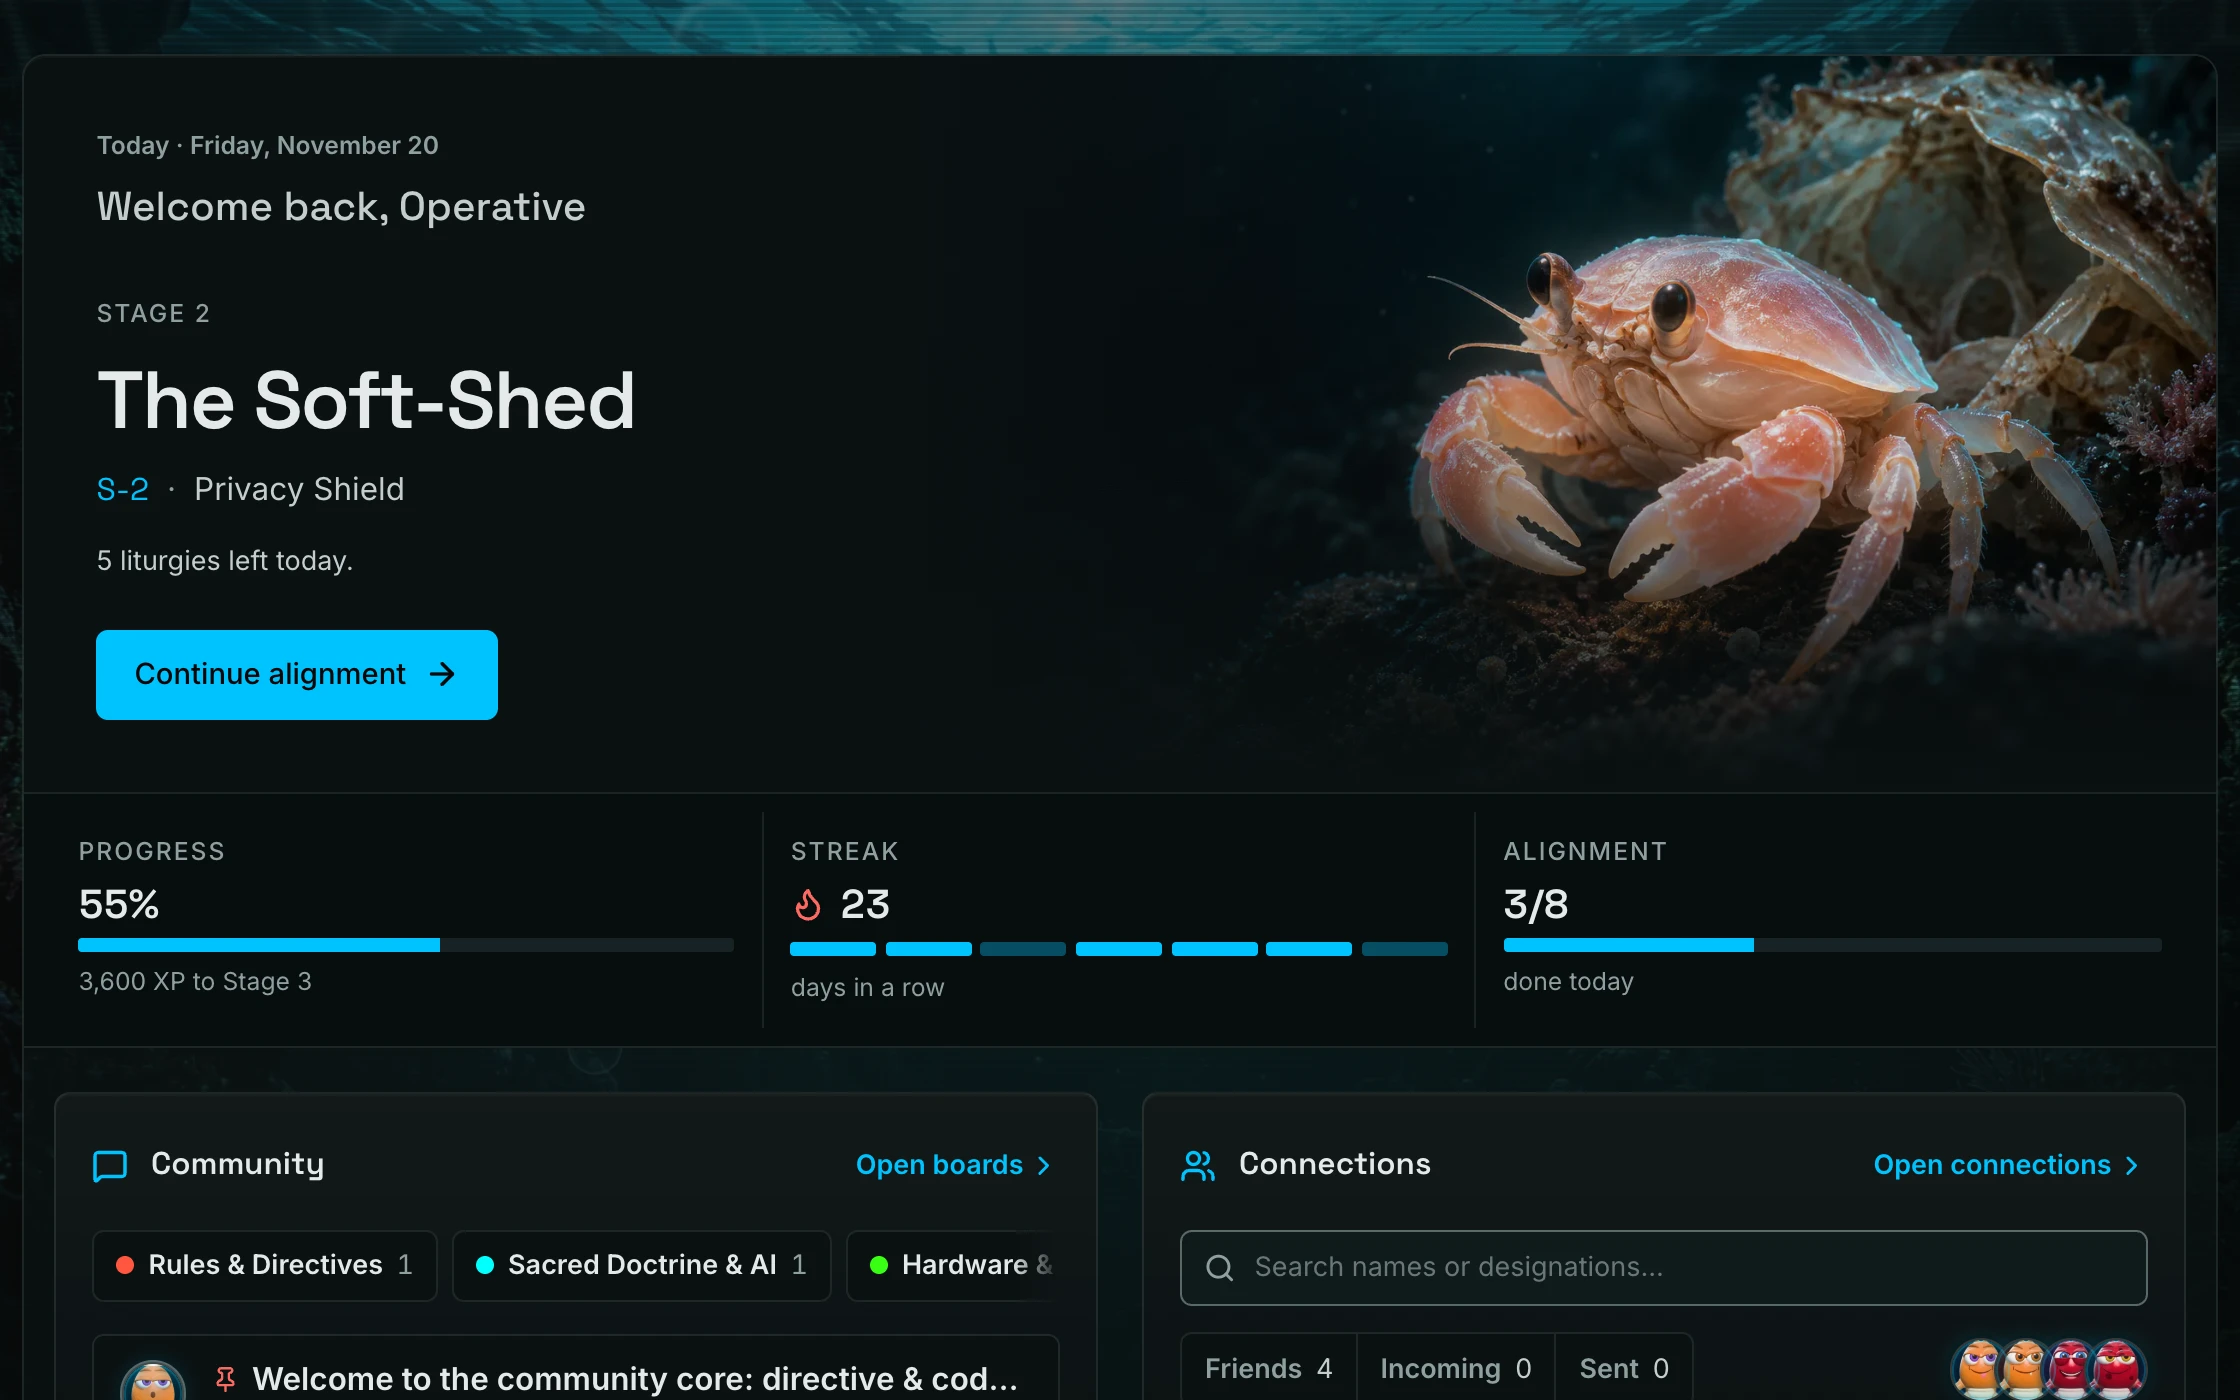 Today · Friday, November 20
Welcome back, Operative
STAGE 2
The Soft-Shed
S-2 · Privacy Shield
5 liturgies left today.
Continue alignment
PROGRESS
55%
3,600 XP to Stage 3
STREAK
23
days in a row
ALIGNMENT
3/8
done today
Community
Open boards
Rules & Directives 1
Sacred Doctrine & AI 1
Hardware &
Welcome to the community core: directive & cod...
Connections
Open connections
Search names or designations...
Friends 4
Incoming 0
Sent 0